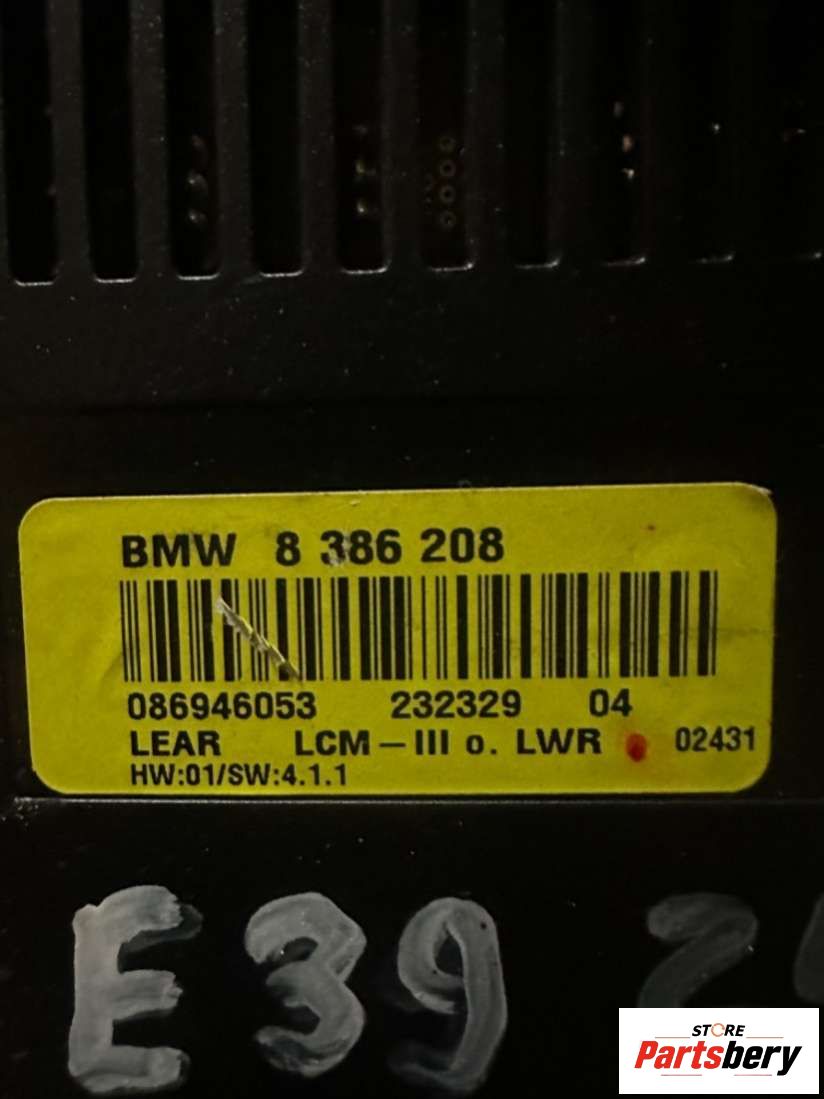 BMW 8 386 208
086946053 232329 04
LEAR LCM-III o. LWR 02431
HW:01/SW:4.1.1
E39
STORE
Partsbery